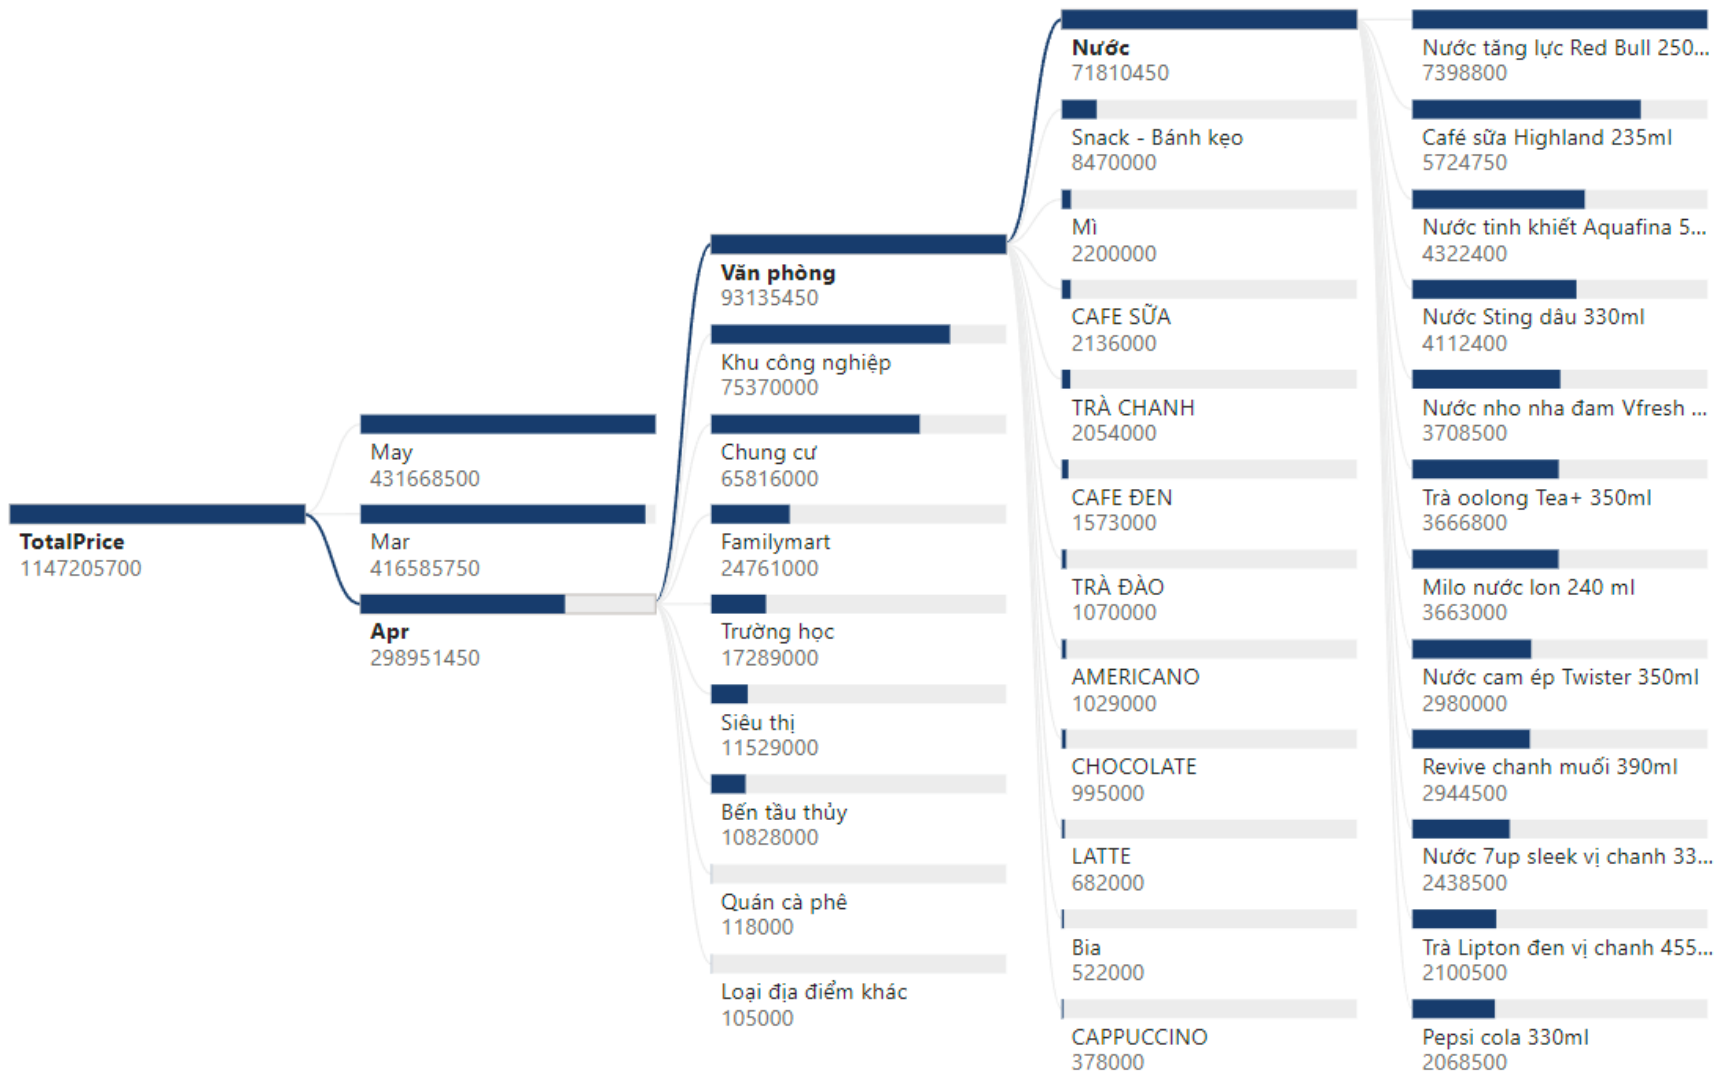 TotalPrice
1147205700
May
431668500
Mar
416585750
Apr
298951450
Văn phòng
93135450
Khu công nghiệp
75370000
Chung cư
65816000
Familymart
24761000
Trường học
17289000
Siêu thị
11529000
Bến tầu thủy
10828000
Quán cà phê
118000
Loại địa điểm khác
105000
Nước
71810450
Snack - Bánh kẹo
8470000
Mì
2200000
CAFE SỮA
2136000
TRÀ CHANH
2054000
CAFE ĐEN
1573000
TRÀ ĐÀO
1070000
AMERICANO
1029000
CHOCOLATE
995000
LATTE
682000
Bia
522000
CAPPUCCINO
378000
Nước tăng lực Red Bull 250...
7398800
Café sữa Highland 235ml
5724750
Nước tinh khiết Aquafina 5...
4322400
Nước Sting dâu 330ml
4112400
Nước nho nha đam Vfresh ...
3708500
Trà oolong Tea+ 350ml
3666800
Milo nước lon 240 ml
3663000
Nước cam ép Twister 350ml
2980000
Revive chanh muối 390ml
2944500
Nước 7up sleek vị chanh 33...
2438500
Trà Lipton đen vị chanh 455...
2100500
Pepsi cola 330ml
2068500